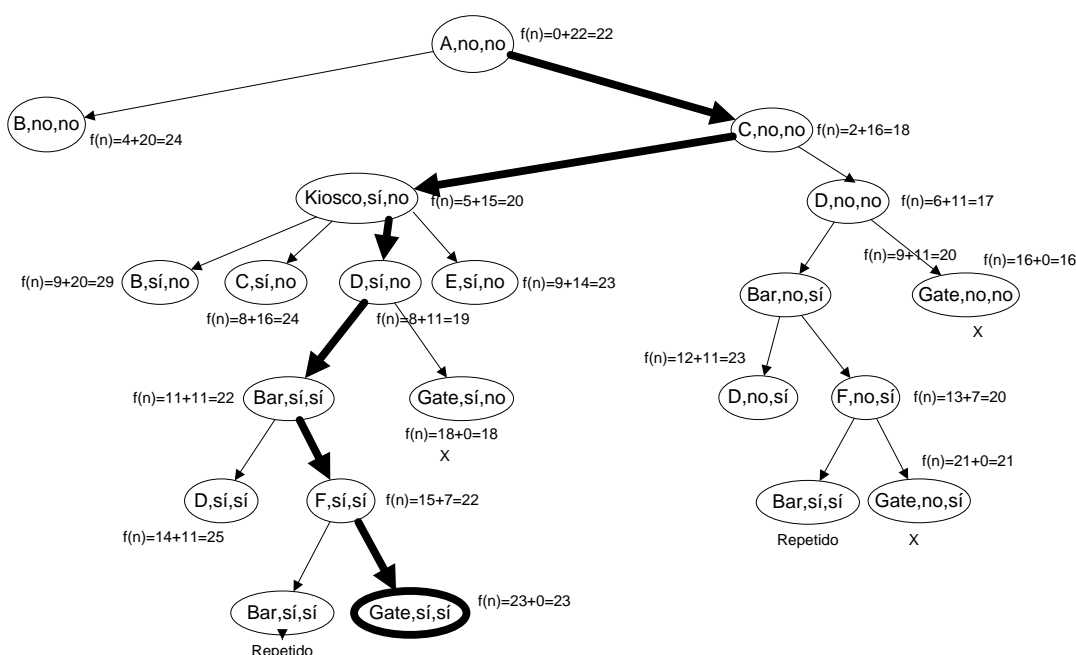 A,no,no
f(n)=0+22=22
B,no,no
f(n)=4+20=24
C,no,no
f(n)=2+16=18
Kiosco,sí,no
f(n)=5+15=20
D,no,no
f(n)=6+11=17
f(n)=9+11=20
f(n)=16+0=16
f(n)=9+20=29
B,sí,no
C,sí,no
D,sí,no
E,sí,no
f(n)=9+14=23
Bar,no,sí
Gate,no,no
f(n)=8+16=24
f(n)=8+11=19
X
f(n)=12+11=23
f(n)=11+11=22
Bar,sí,sí
Gate,sí,no
D,no,sí
F,no,sí
f(n)=13+7=20
f(n)=18+0=18
X
f(n)=21+0=21
D,sí,sí
F,sí,sí
f(n)=15+7=22
Bar,sí,sí
Gate,no,sí
f(n)=14+11=25
Repetido
X
Bar,sí,sí
Gate,sí,sí
f(n)=23+0=23
Repetido